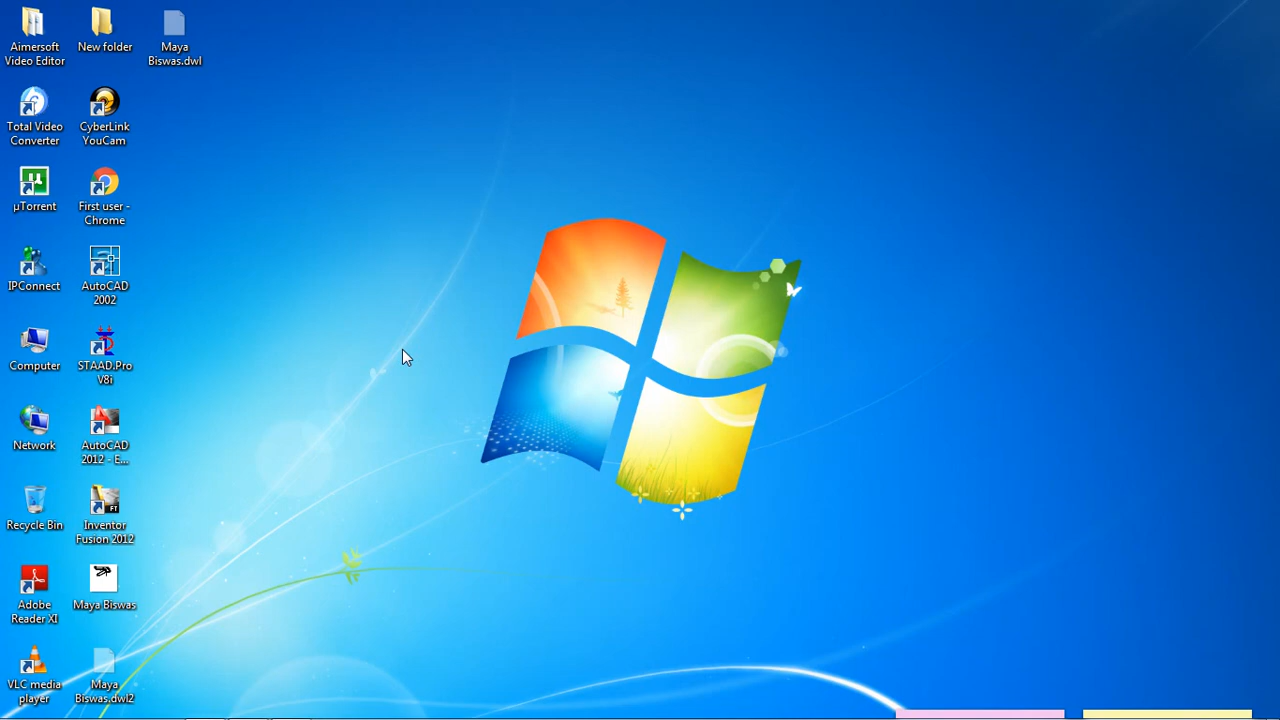 Aimersoft
Video Editor
New folder
Maya
Biswas.dwl
Total Video
Converter
CyberLink
YouCam
µTorrent
First user -
Chrome
IPConnect
AutoCAD
2002
Computer
STAAD.Pro
V8i
Network
AutoCAD
2012 - E...
Recycle Bin
Inventor
Fusion 2012
FT
Adobe
Reader XI
Maya Biswas
VLC media
player
Maya
Biswas.dwl2